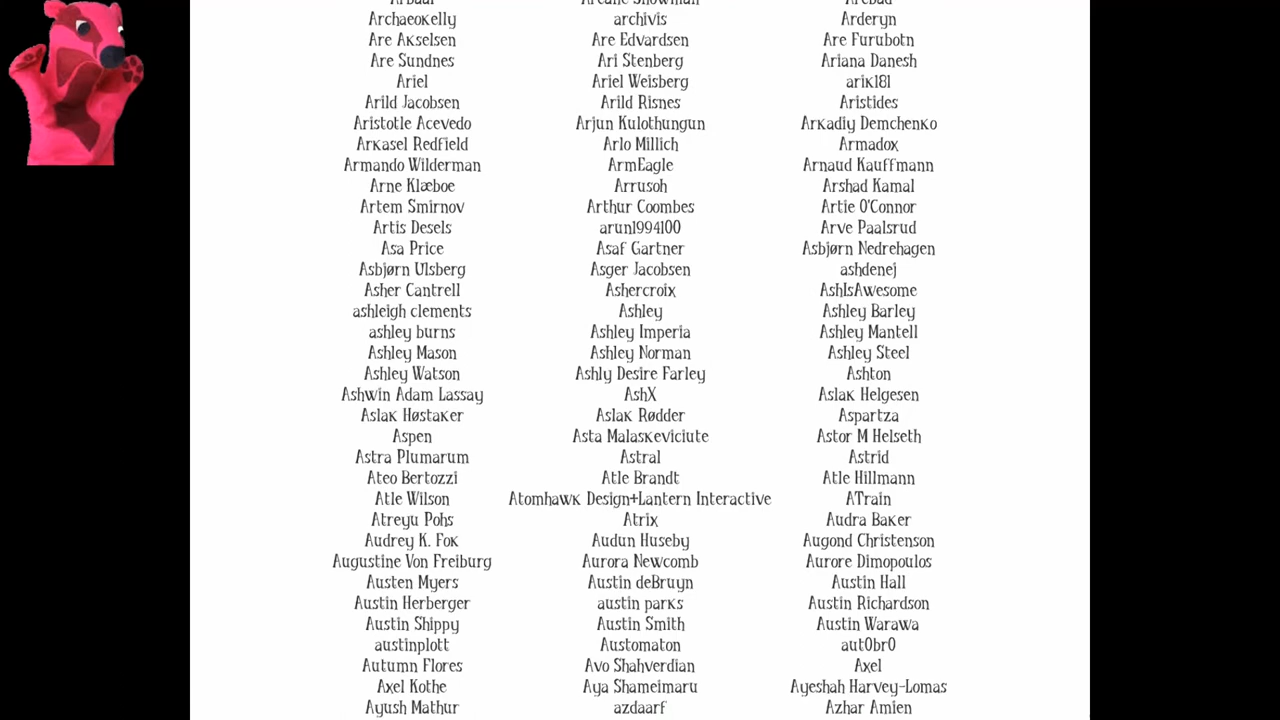 Archaeokelly archivis Arderyn
Are Akselsen Are Edvardsen Are Furubotn
Are Sundnes Ari Stenberg Ariana Danesh
Ariel Ariel Weisberg arik181
Arild Jacobsen Arild Risnes Aristides
Aristotle Acevedo Arjun Kulothungun Arkadiy Demchenko
Arkasel Redfield Arlo Millich Armadox
Armando Wilderman ArmEagle Arnaud Kauffmann
Arne Klæboe Arrusoh Arshad Kamal
Artem Smirnov Arthur Coombes Artie O'Connor
Artis Desels arun1994100 Arve Paalsrud
Asa Price Asaf Gartner Asbjørn Nedrehagen
Asbjørn Ulsberg Asger Jacobsen ashdenej
Asher Cantrell Ashercroix AshIsAwesome
ashleigh clements Ashley Ashley Barley
ashley burns Ashley Imperia Ashley Mantell
Ashley Mason Ashley Norman Ashley Steel
Ashley Watson Ashly Desire Farley Ashton
Ashwin Adam Lassay AshX Aslak Helgesen
Aslak Høstaker Aslak Rødder Aspartza
Aspen Asta Malaskeviciute Astor M Helseth
Astra Plumarum Astral Astrid
Ateo Bertozzi Atle Brandt Atle Hillmann
Atle Wilson Atomhawk Design+Lantern Interactive ATrain
Atreyu Pohs Atrix Audra Baker
Audrey K. Fox Audun Huseby Augond Christenson
Augustine Von Freiburg Aurora Newcomb Aurore Dimopoulos
Austen Myers Austin deBruyn Austin Hall
Austin Herberger austin parks Austin Richardson
Austin Shippy Austin Smith Austin Warawa
austinplott Austomaton aut0br0
Autumn Flores Avo Shahverdian Axel
Axel Kothe Aya Shameimaru Ayeshah Harvey-Lomas
Ayush Mathur azdaarf Azhar Amien